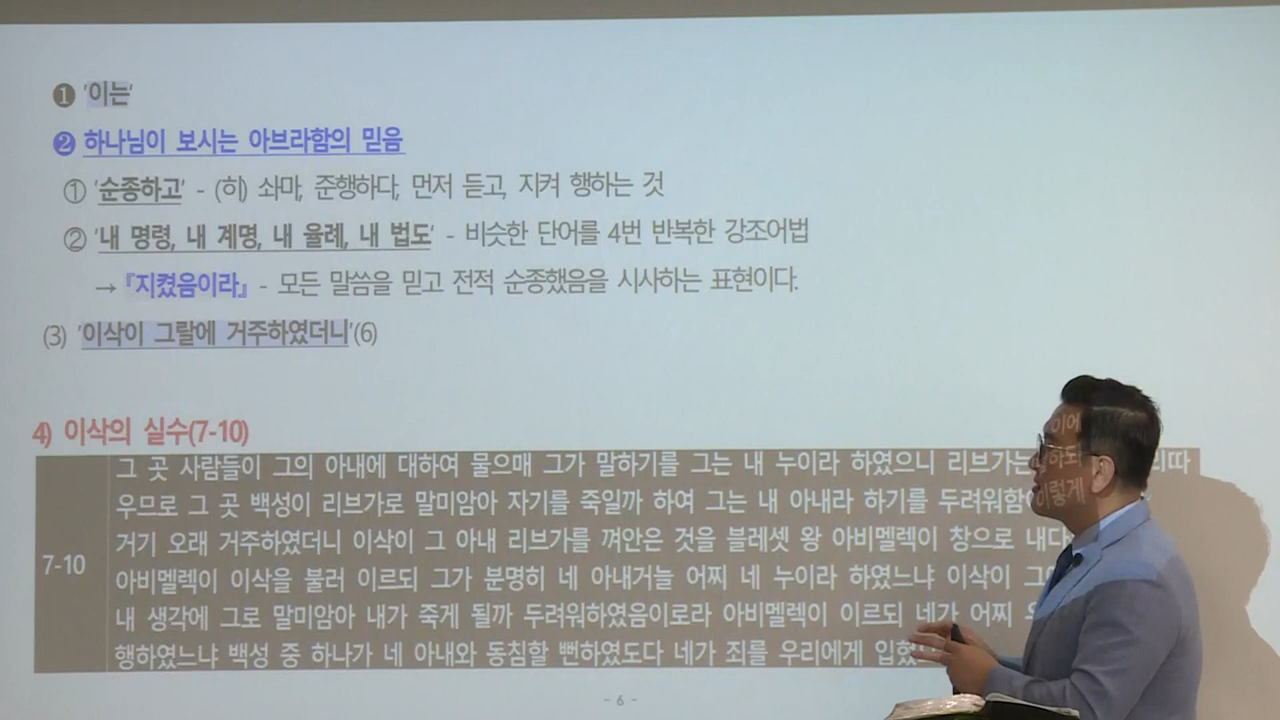 ❶ '이는'
❷ 하나님이 보시는 아브라함의 믿음
① '순종하고' - (히) 솨마, 준행하다; 먼저 듣고, 지켜 행하는 것
② '내 명령, 내 계명, 내 율례, 내 법도' - 비슷한 단어를 4번 반복한 강조어법
→ 『지켰음이라』 - 모든 말씀을 믿고 전적 순종했음을 시사하는 표현이다.
(3) '이삭이 그랄에 거주하였더니'(6)
4) 이삭의 실수(7-10)
그 곳 사람들이 그의 아내에 대하여 물으매 그가 말하기를 그는 내 누이라 하였으니 리브가는
우므로 그 곳 백성이 리브가로 말미암아 자기를 죽일까 하여 그는 내 아내라 하기를 두려워함
거기 오래 거주하였더니 이삭이 그 아내 리브가를 껴안은 것을 블레셋 왕 아비멜렉이 창으로
7-10
아비멜렉이 이삭을 불러 이르되 그가 분명히 네 아내거늘 어찌 네 누이라 하였느냐 이삭이
내 생각에 그로 말미암아 내가 죽게 될까 두려워하였음이로라 아비멜렉이 이르되 네가 어찌
행하였느냐 백성 중 하나가 네 아내와 동침할 뻔하였도다 네가 죄를 우리에게
- 6 -